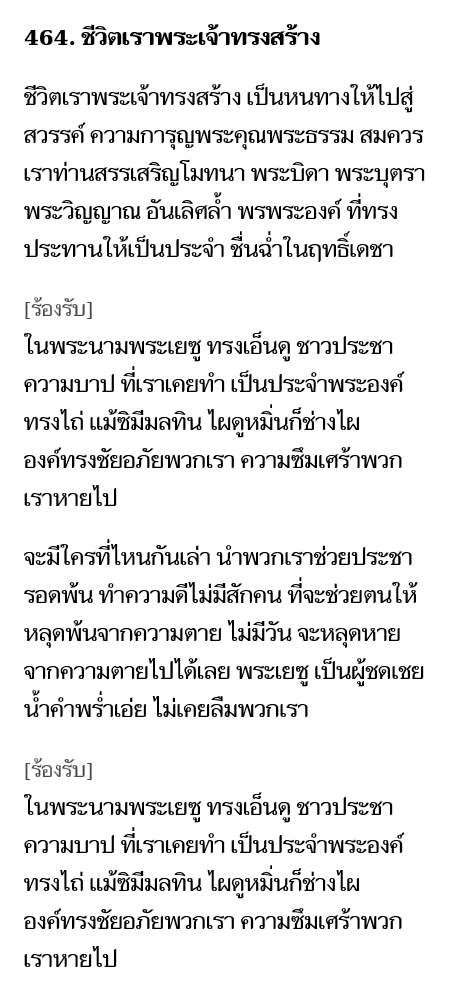 464. ชีวิตเราพระเจ้าทรงสร้าง
ชีวิตเราพระเจ้าทรงสร้าง เป็นหนทางให้ไปสู่
สวรรค์ ความการุญพระคุณพระธรรม สมควร
เราท่านสรรเสริญโมทนา พระบิดา พระบุตรา
พระวิญญาณ อันเลิศล้ำ พรพระองค์ ที่ทรง
ประทานให้เป็นประจำ ชื่นฉ่ำในฤทธิ์เดชา
[ร้องรับ]
ในพระนามพระเยซู ทรงเอ็นดู ชาวประชา
ความบาป ที่เราเคยทำ เป็นประจำพระองค์
ทรงไถ่ แม้ซิมีมลทิน ไผดูหมิ่นก็ช่างไผ
องค์ทรงชัยอภัยพวกเรา ความซึมเศร้าพวก
เราหายไป
จะมีใครที่ไหนกันเล่า นำพวกเราช่วยประชา
รอดพ้น ทำความดีไม่มีสักคน ที่จะช่วยตนให้
หลุดพ้นจากความตาย ไม่มีวัน จะหลุดหาย
จากความตายไปได้เลย พระเยซู เป็นผู้ชดเชย
น้ำคำพร่ำเอ่ย ไม่เคยลืมพวกเรา
[ร้องรับ]
ในพระนามพระเยซู ทรงเอ็นดู ชาวประชา
ความบาป ที่เราเคยทำ เป็นประจำพระองค์
ทรงไถ่ แม้ซิมีมลทิน ไผดูหมิ่นก็ช่างไผ
องค์ทรงชัยอภัยพวกเรา ความซึมเศร้าพวก
เราหายไป